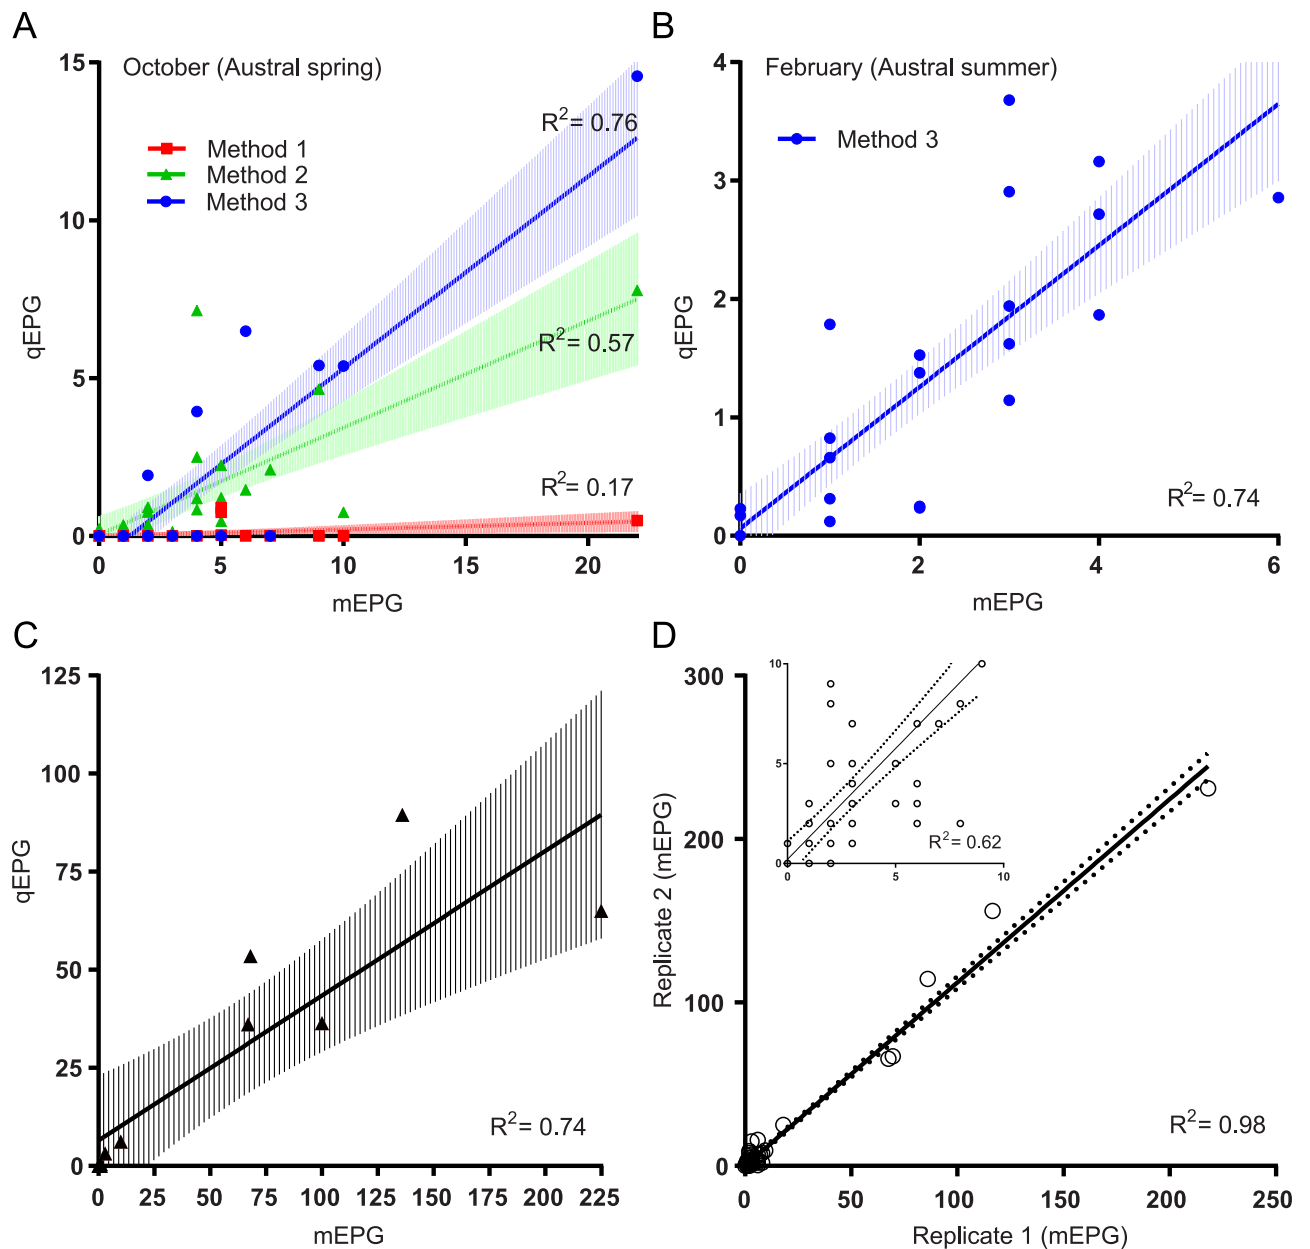 A
October (Austral spring)
Method 1
Method 2
Method 3
R2= 0.76
R2= 0.57
R2= 0.17
15
10
5
0
0
5
10
15
20
qEPG
mEPG
B
February (Austral summer)
Method 3
R2= 0.74
4
3
2
1
0
0
2
4
6
qEPG
mEPG
C
125
100
75
50
25
0
0
25
50
75
100
125
150
175
200
225
qEPG
mEPG
R2= 0.74
D
300
200
100
0
0
50
100
150
200
250
Replicate 2 (mEPG)
Replicate 1 (mEPG)
10
5
0
0
5
10
R2= 0.62
R2= 0.98